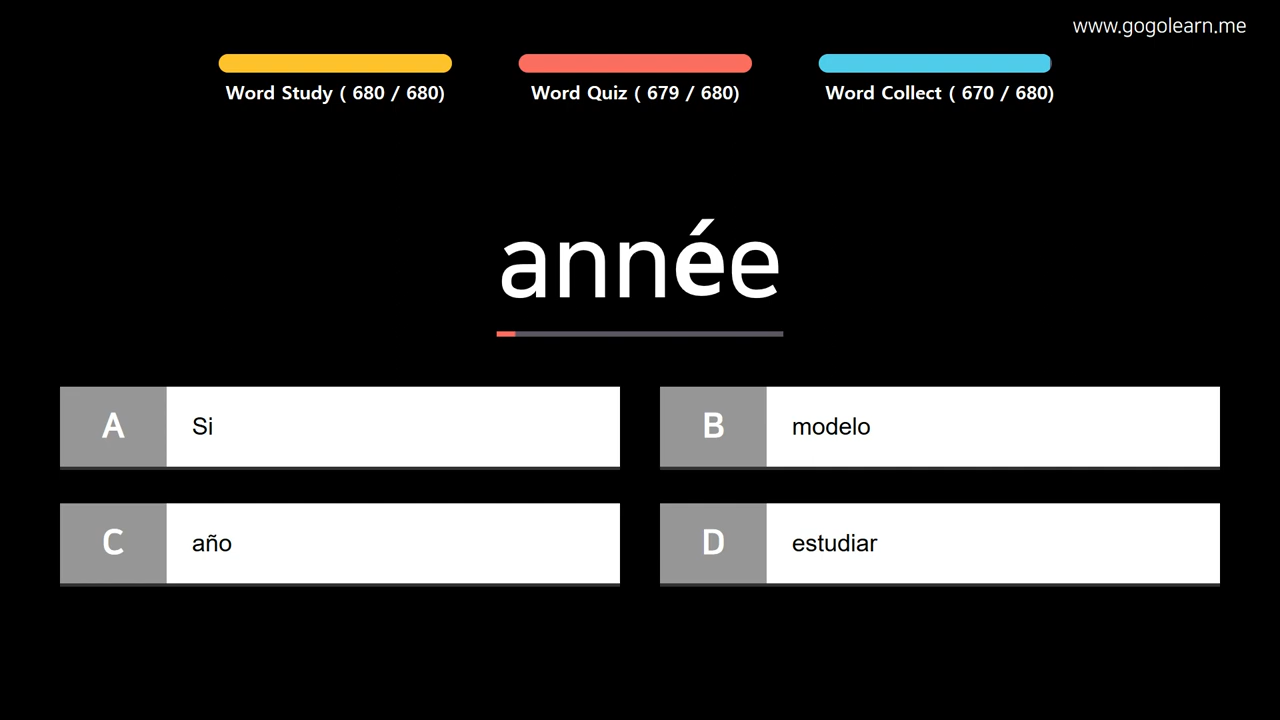 www.gogolearn.me
Word Study ( 680 / 680)
Word Quiz ( 679 / 680)
Word Collect ( 670 / 680)
année
A Si
B modelo
C año
D estudiar